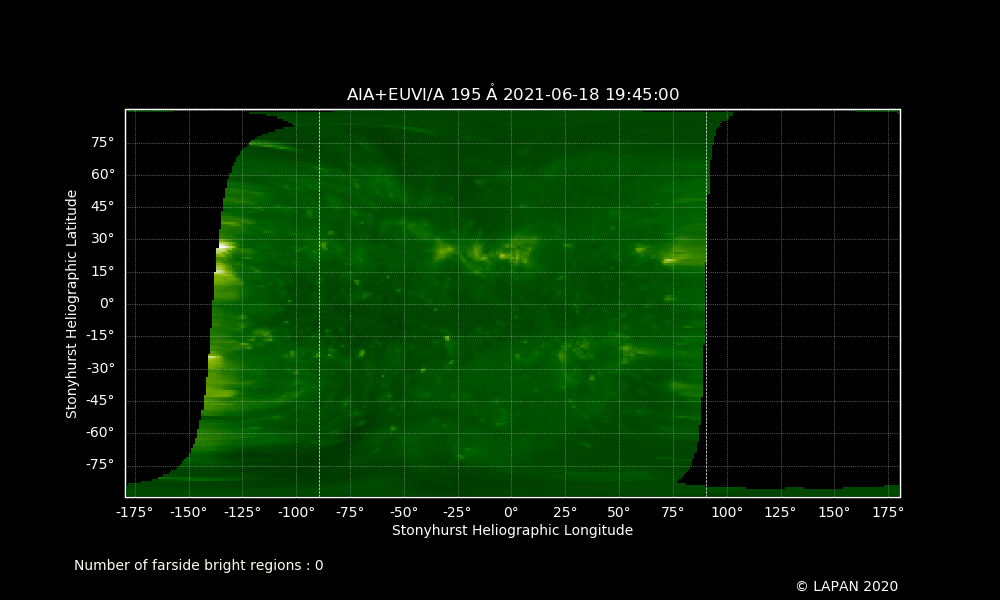 AIA+EUVI/A 195 Å 2021-06-18 19:45:00
Stonyhurst Heliographic Latitude
75°
60°
45°
30°
15°
0°
-15°
-30°
-45°
-60°
-75°
-175° -150° -125° -100° -75° -50° -25° 0° 25° 50° 75° 100° 125° 150° 175°
Stonyhurst Heliographic Longitude
Number of farside bright regions : 0
© LAPAN 2020